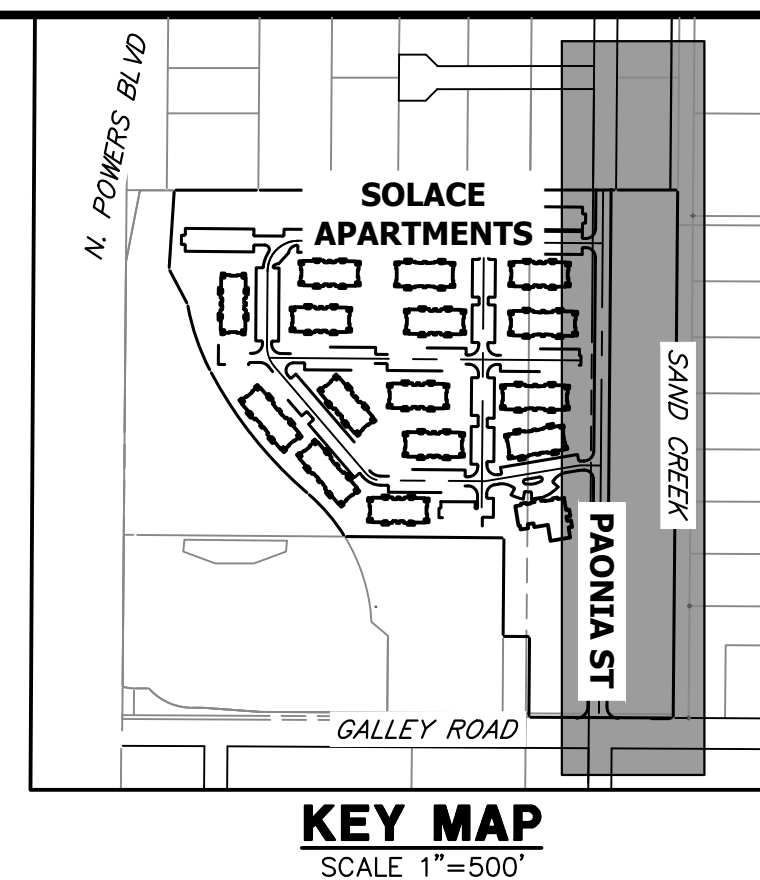 N. POWERS BLVD
SOLACE
APARTMENTS
SAND CREEK
PAONIA ST
GALLEY ROAD
KEY MAP
SCALE 1"=500'